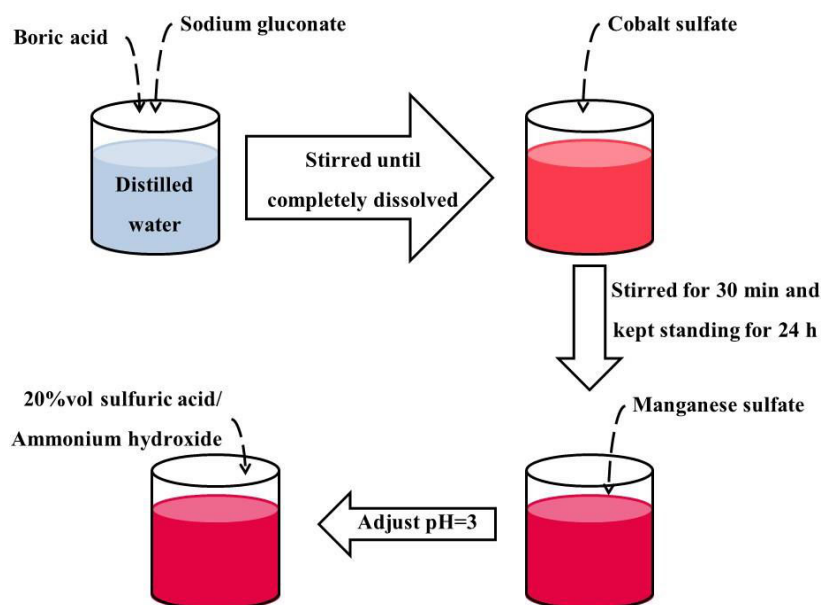 Boric acid
Sodium gluconate
Distilled
water
Stirred until
completely dissolved
Cobalt sulfate
Stirred for 30 min and
kept standing for 24 h
Manganese sulfate
Adjust pH=3
20%vol sulfuric acid/
Ammonium hydroxide